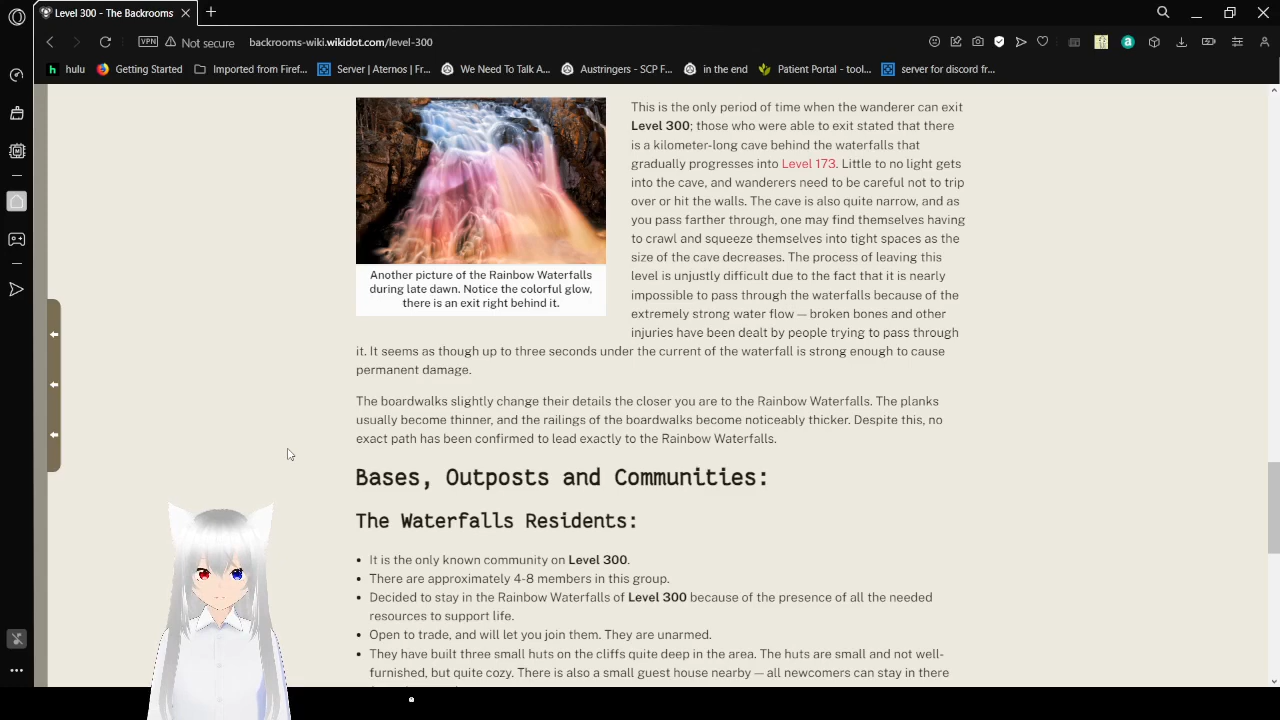 Level 300 - The Backrooms
VPN
Not secure
backrooms-wiki.wikidot.com/level-300
hulu
Getting Started
Imported from Firef...
Server | Aternos | Fr...
We Need To Talk A...
Austringers - SCP F...
in the end
Patient Portal - tool...
server for discord fr...
Another picture of the Rainbow Waterfalls
during late dawn. Notice the colorful glow,
there is an exit right behind it.
This is the only period of time when the wanderer can exit
Level 300; those who were able to exit stated that there
is a kilometer-long cave behind the waterfalls that
gradually progresses into Level 173. Little to no light gets
into the cave, and wanderers need to be careful not to trip
over or hit the walls. The cave is also quite narrow, and as
you pass farther through, one may find themselves having
to crawl and squeeze themselves into tight spaces as the
size of the cave decreases. The process of leaving this
level is unjustly difficult due to the fact that it is nearly
impossible to pass through the waterfalls because of the
extremely strong water flow — broken bones and other
injuries have been dealt by people trying to pass through
it. It seems as though up to three seconds under the current of the waterfall is strong enough to cause
permanent damage.
The boardwalks slightly change their details the closer you are to the Rainbow Waterfalls. The planks
usually become thinner, and the railings of the boardwalks become noticeably thicker. Despite this, no
exact path has been confirmed to lead exactly to the Rainbow Waterfalls.
Bases, Outposts and Communities:
The Waterfalls Residents:
• It is the only known community on Level 300.
• There are approximately 4-8 members in this group.
• Decided to stay in the Rainbow Waterfalls of Level 300 because of the presence of all the needed
resources to support life.
• Open to trade, and will let you join them. They are unarmed.
• They have built three small huts on the cliffs quite deep in the area. The huts are small and not well-
furnished, but quite cozy. There is also a small guest house nearby — all newcomers can stay in there